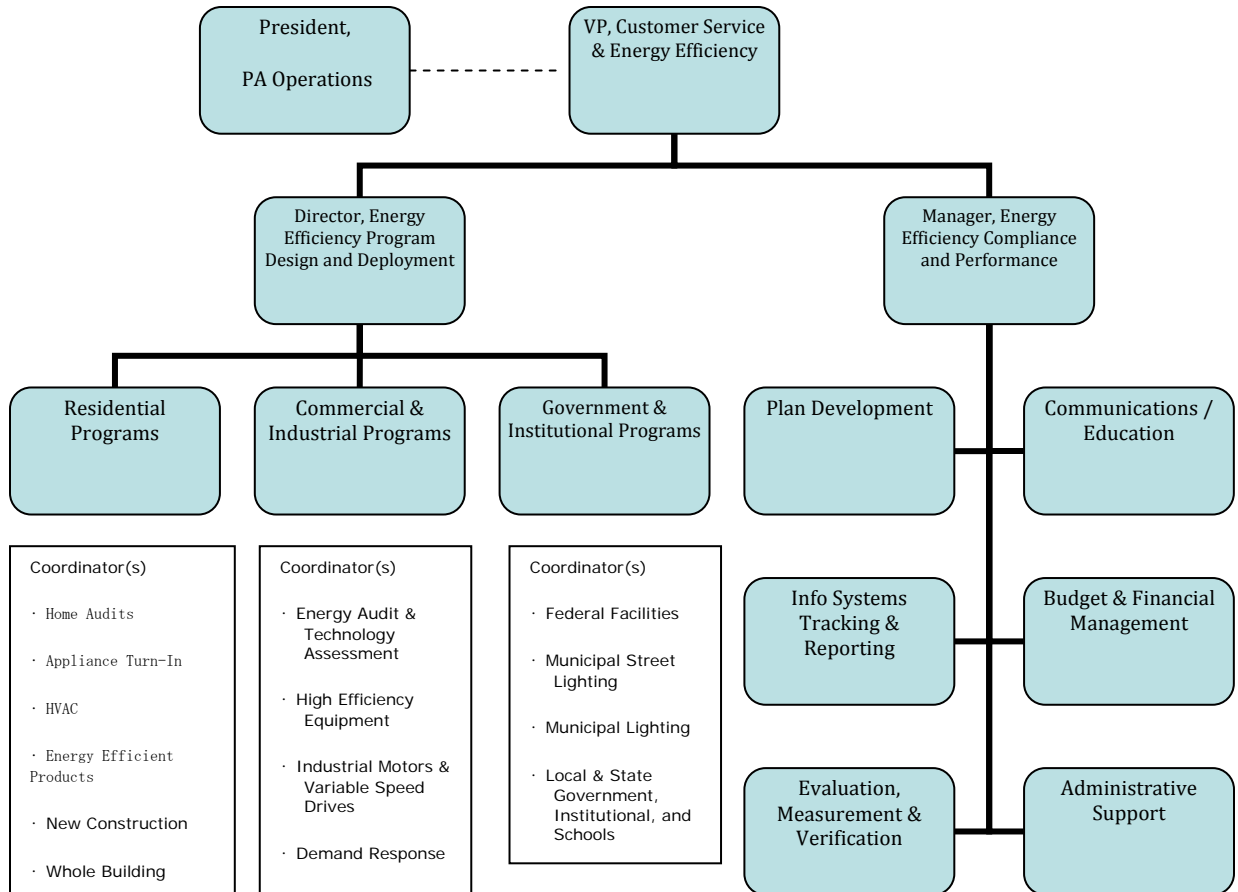 President,
PA Operations
VP, Customer Service
& Energy Efficiency
Director, Energy
Efficiency Program
Design and Deployment
Manager, Energy
Efficiency Compliance
and Performance
Residential
Programs
Commercial &
Industrial Programs
Government &
Institutional Programs
Plan Development
Communications /
Education
Coordinator(s)
· Home Audits
· Appliance Turn-In
· HVAC
· Energy Efficient
Products
· New Construction
· Whole Building
Coordinator(s)
· Energy Audit &
Technology
Assessment
· High Efficiency
Equipment
· Industrial Motors &
Variable Speed
Drives
· Demand Response
Coordinator(s)
· Federal Facilities
· Municipal Street
Lighting
· Municipal Lighting
· Local & State
Government,
Institutional, and
Schools
Info Systems
Tracking &
Reporting
Budget & Financial
Management
Evaluation,
Measurement &
Verification
Administrative
Support